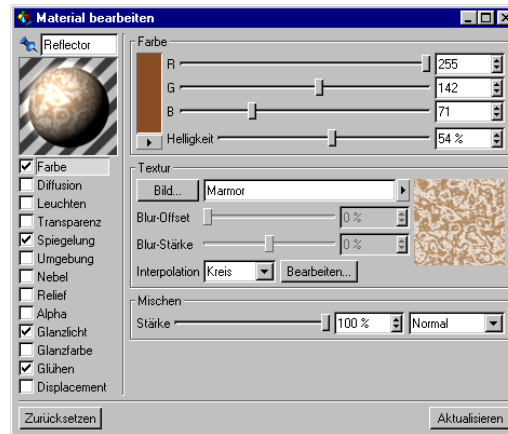 Material bearbeiten
Reflector
Farbe
R 255
G 142
B 71
Helligkeit 54 %
Farbe
Diffusion
Leuchten
Transparenz
Spiegelung
Umgebung
Nebel
Relief
Alpha
Glanzlicht
Glanzfarbe
Glühen
Displacement
Textur
Bild... Marmor
Blur-Offset 0 %
Blur-Stärke 0 %
Interpolation Kreis Bearbeiten...
Mischen
Stärke 100 % Normal
Zurücksetzen Aktualisieren